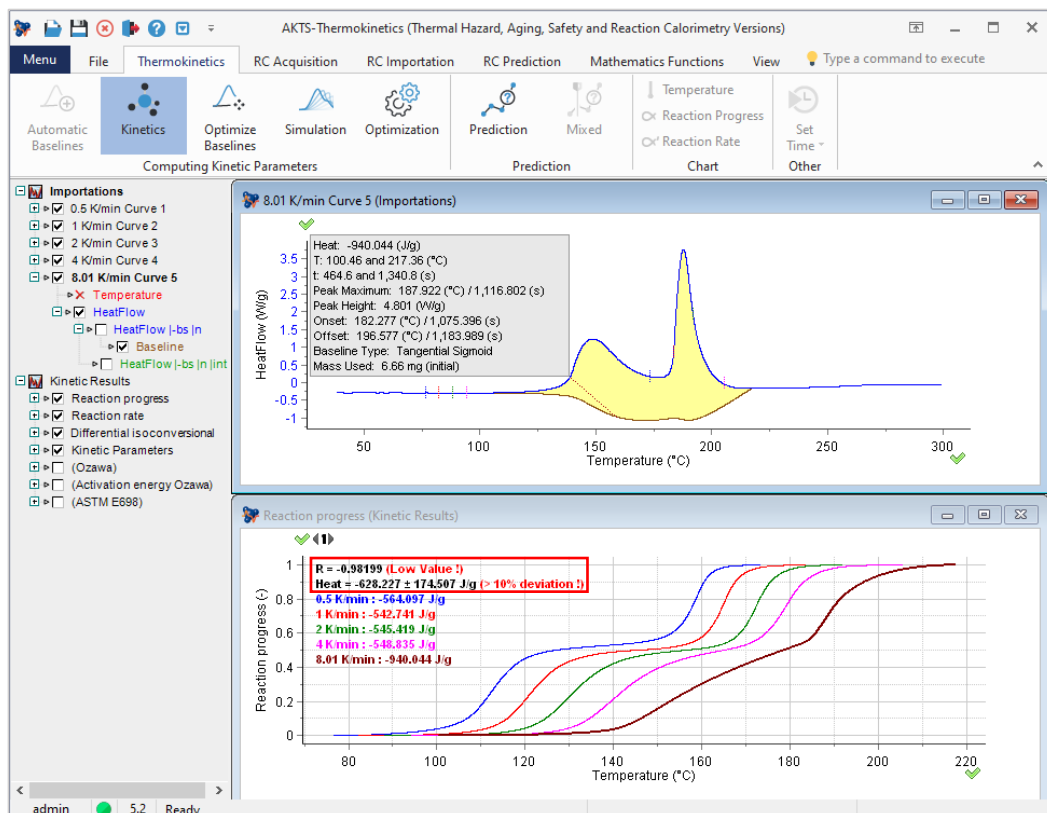 AKTS-Thermokinetics (Thermal Hazard, Aging, Safety and Reaction Calorimetry Versions)
Menu File Thermokinetics RC Acquisition RC Importation RC Prediction Mathematics Functions View Type a command to execute
Automatic Baselines
Kinetics
Optimize Baselines
Simulation
Optimization
Prediction
Mixed
Temperature
Reaction Progress
Reaction Rate
Set Time
Computing Kinetic Parameters
Prediction
Chart
Other
Importations
0.5 K/min Curve 1
1 K/min Curve 2
2 K/min Curve 3
4 K/min Curve 4
8.01 K/min Curve 5
Temperature
HeatFlow
HeatFlow |-bs |n
Baseline
HeatFlow |-bs |n |int
Kinetic Results
Reaction progress
Reaction rate
Differential isoconversional
Kinetic Parameters
(Ozawa)
(Activation energy Ozawa)
(ASTM E698)
8.01 K/min Curve 5 (Importations)
Heat: -940.044 (J/g)
T: 100.46 and 217.36 (°C)
t: 464.6 and 1,340.8 (s)
Peak Maximum: 187.922 (°C) / 1,116.802 (s)
Peak Height: 4.801 (W/g)
Onset: 182.277 (°C) / 1,075.396 (s)
Offset: 196.577 (°C) / 1,183.989 (s)
Baseline Type: Tangential Sigmoid
Mass Used: 6.66 mg (initial)
HeatFlow (W/g)
3.5
3
2.5
2
1.5
1
0.5
0
-0.5
-1
50 100 150 200 250 300
Temperature (°C)
Reaction progress (Kinetic Results)
1
R = -0.98199 (Low Value !)
Heat = -628.227 ± 174.507 J/g (> 10% deviation !)
0.5 K/min : -564.097 J/g
1 K/min : -542.741 J/g
2 K/min : -545.419 J/g
4 K/min : -548.835 J/g
8.01 K/min : -940.044 J/g
Reaction progress (-)
1
0.8
0.6
0.4
0.2
0
80 100 120 140 160 180 200 220
Temperature (°C)
admin 5.2 Ready